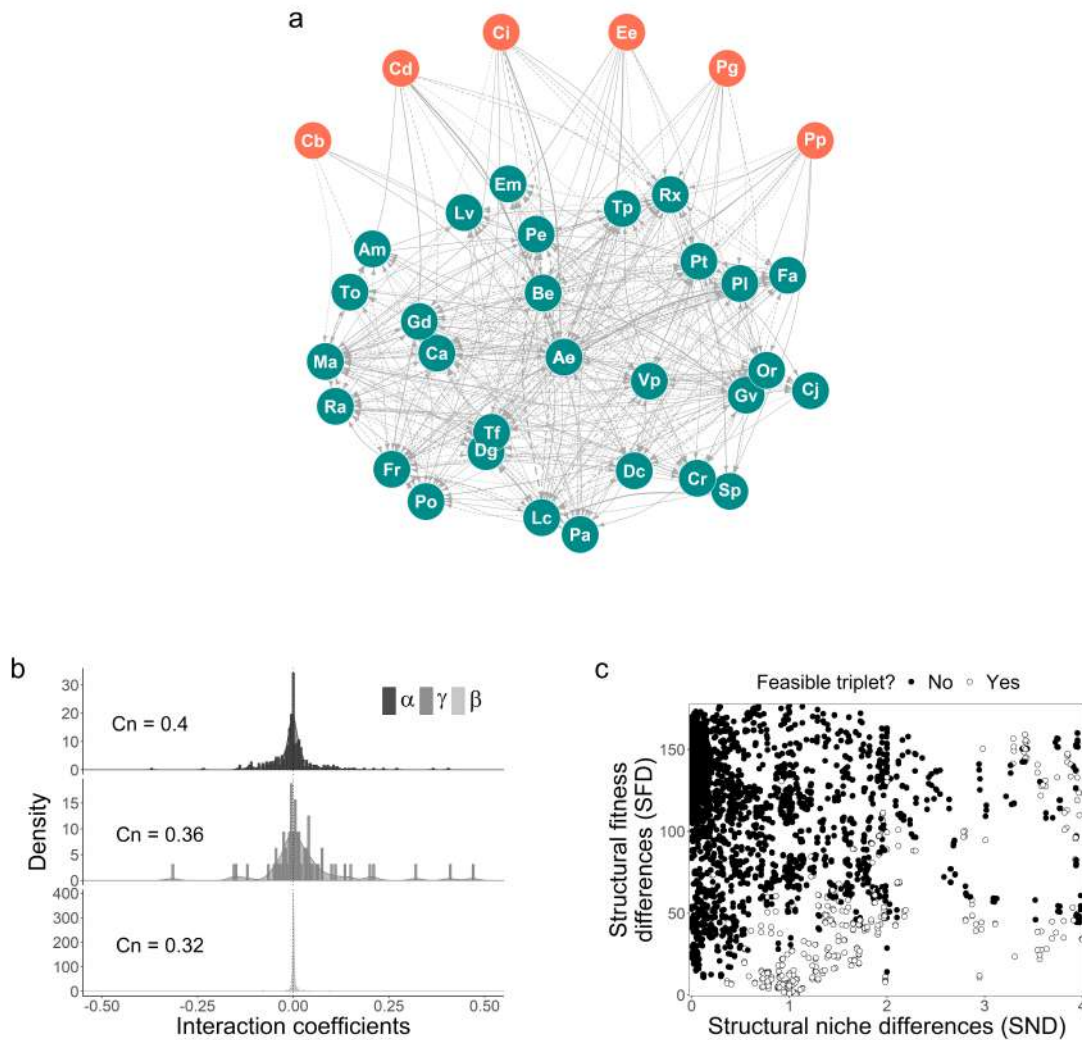 a
Ci
Ee
Cd
Pg
Cb
Pp
Em
Rx
Lv
Tp
Pe
Am
Pt
Fa
Pl
To
Be
Gd
Ca
Ma
Ao
Or
Vp
Cj
Gv
Ra
Tf
Dg
Fr
Dc
Cr
Sp
Po
Lc
Pa
b
c
Feasible triplet? No Yes
30
20
10
0
Cn = 0.4
α γ β
15
10
5
0
Cn = 0.36
Density
400
300
200
100
0
Cn = 0.32
-0.50 -0.25 0.00 0.25 0.50
Interaction coefficients
Structural fitness
differences (SFD)
150
100
50
0
0 1 2 3 4
Structural niche differences (SND)